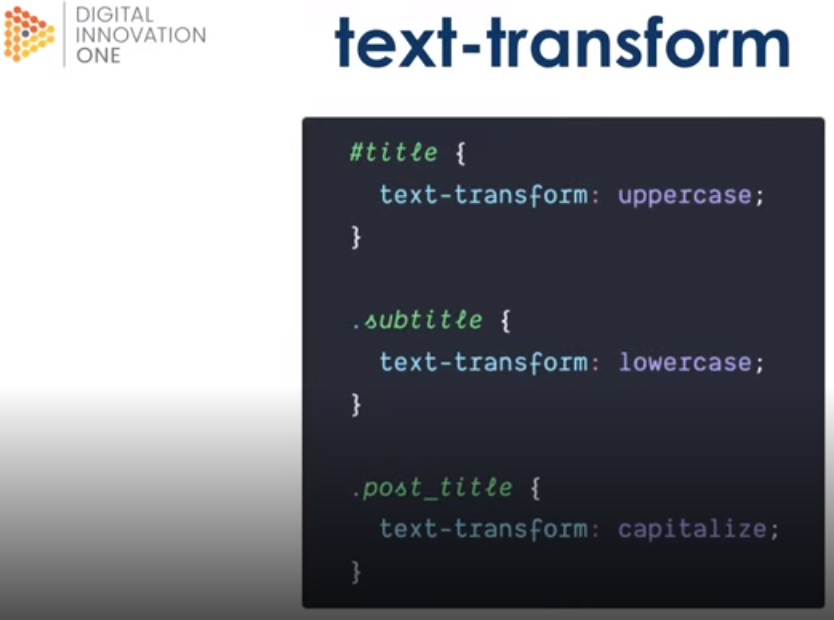 DIGITAL
INNOVATION
ONE
text-transform
#title {
text-transform: uppercase;
}
.subtitle {
text-transform: lowercase;
}
.post_title {
text-transform: capitalize;
}